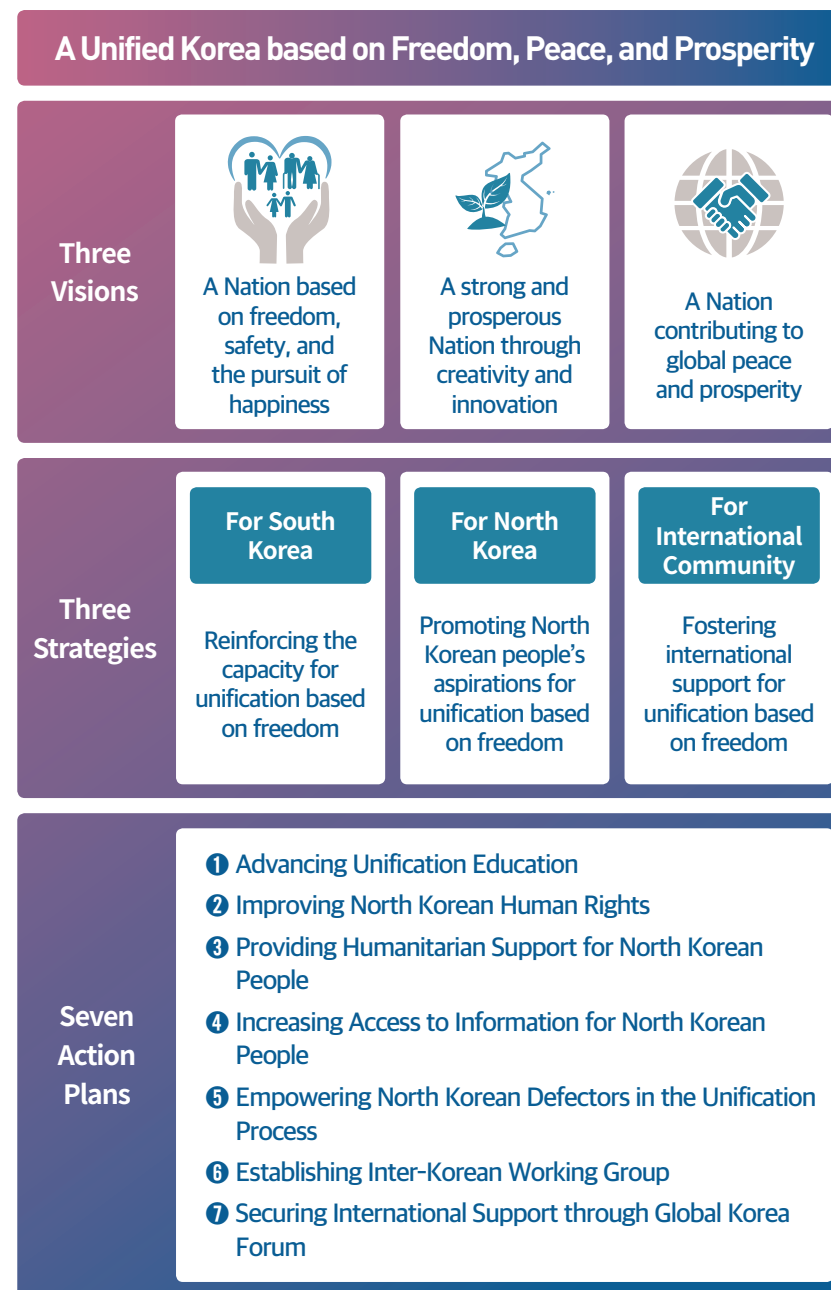 A Unified Korea based on Freedom, Peace, and Prosperity
Three
Visions
A Nation based
on freedom,
safety, and
the pursuit of
happiness
A strong and
prosperous
Nation through
creativity and
innovation
A Nation
contributing to
global peace
and prosperity
Three
Strategies
For South
Korea
Reinforcing the
capacity for
unification based
on freedom
For North
Korea
Promoting North
Korean people's
aspirations for
unification based
on freedom
For
International
Community
Fostering
international
support for
unification based
on freedom
Seven
Action
Plans
❶ Advancing Unification Education
❷ Improving North Korean Human Rights
❸ Providing Humanitarian Support for North Korean
People
❹ Increasing Access to Information for North Korean
People
❺ Empowering North Korean Defectors in the Unification
Process
❻ Establishing Inter-Korean Working Group
❼ Securing International Support through Global Korea
Forum